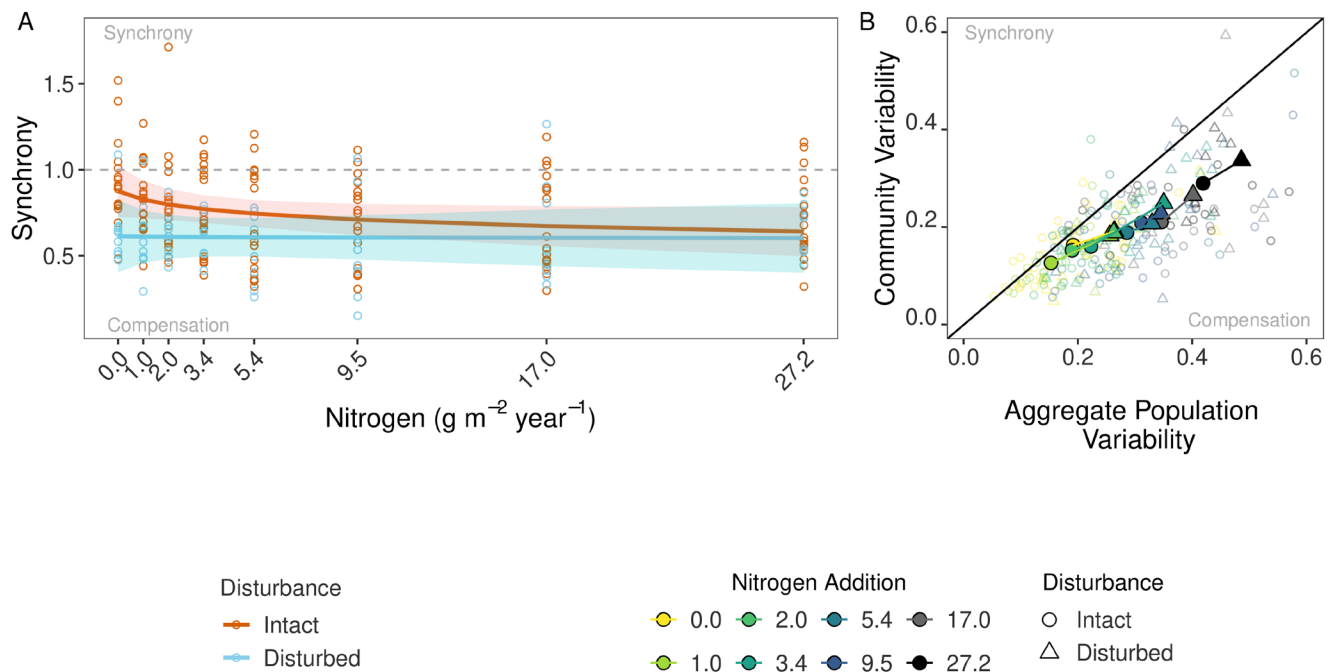 A
Synchrony
Synchrony
1.5
1.0
0.5
Compensation
0.0
1.0
2.0
3.4
5.4
9.5
17.0
27.2
Nitrogen (g m⁻² year⁻¹)
B
Synchrony
Community Variability
0.6
0.4
0.2
0.0
Compensation
0.0
0.2
0.4
0.6
Aggregate Population
Variability
Disturbance
Intact
Disturbed
Nitrogen Addition
0.0 2.0 5.4 17.0
1.0 3.4 9.5 27.2
Disturbance
Intact
Disturbed